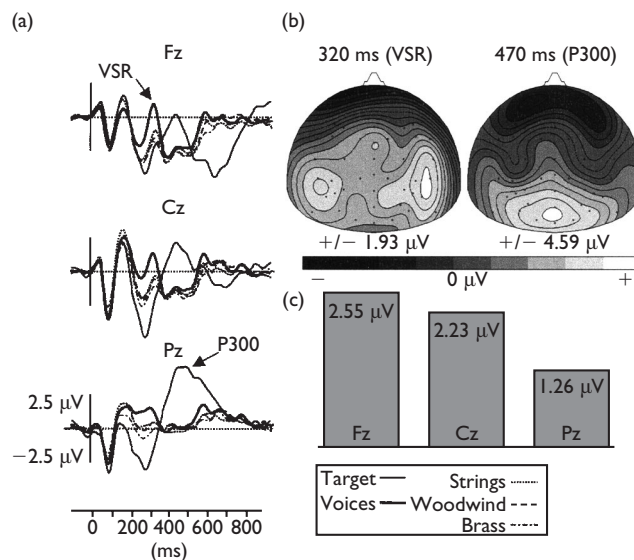 (a)
Fz
VSR
Cz
Pz
P300
2.5 µV
−2.5 µV
0 200 400 600 800
(ms)
(b)
320 ms (VSR) 470 ms (P300)
+/− 1.93 µV +/− 4.59 µV
− 0 µV +
(c)
2.55 µV 2.23 µV 1.26 µV
Fz Cz Pz
Target Strings
Voices Woodwind
Brass